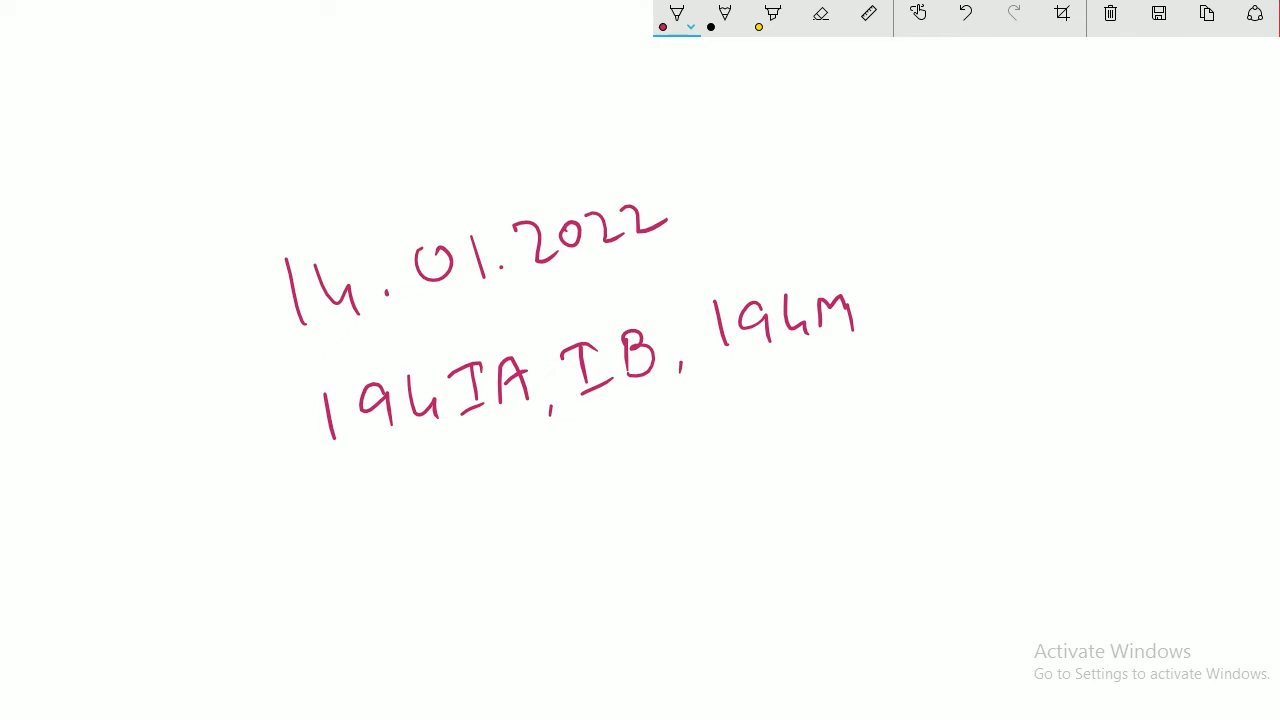 14.01.2022
194IA, IB, 194M
Activate Windows
Go to Settings to activate Windows.